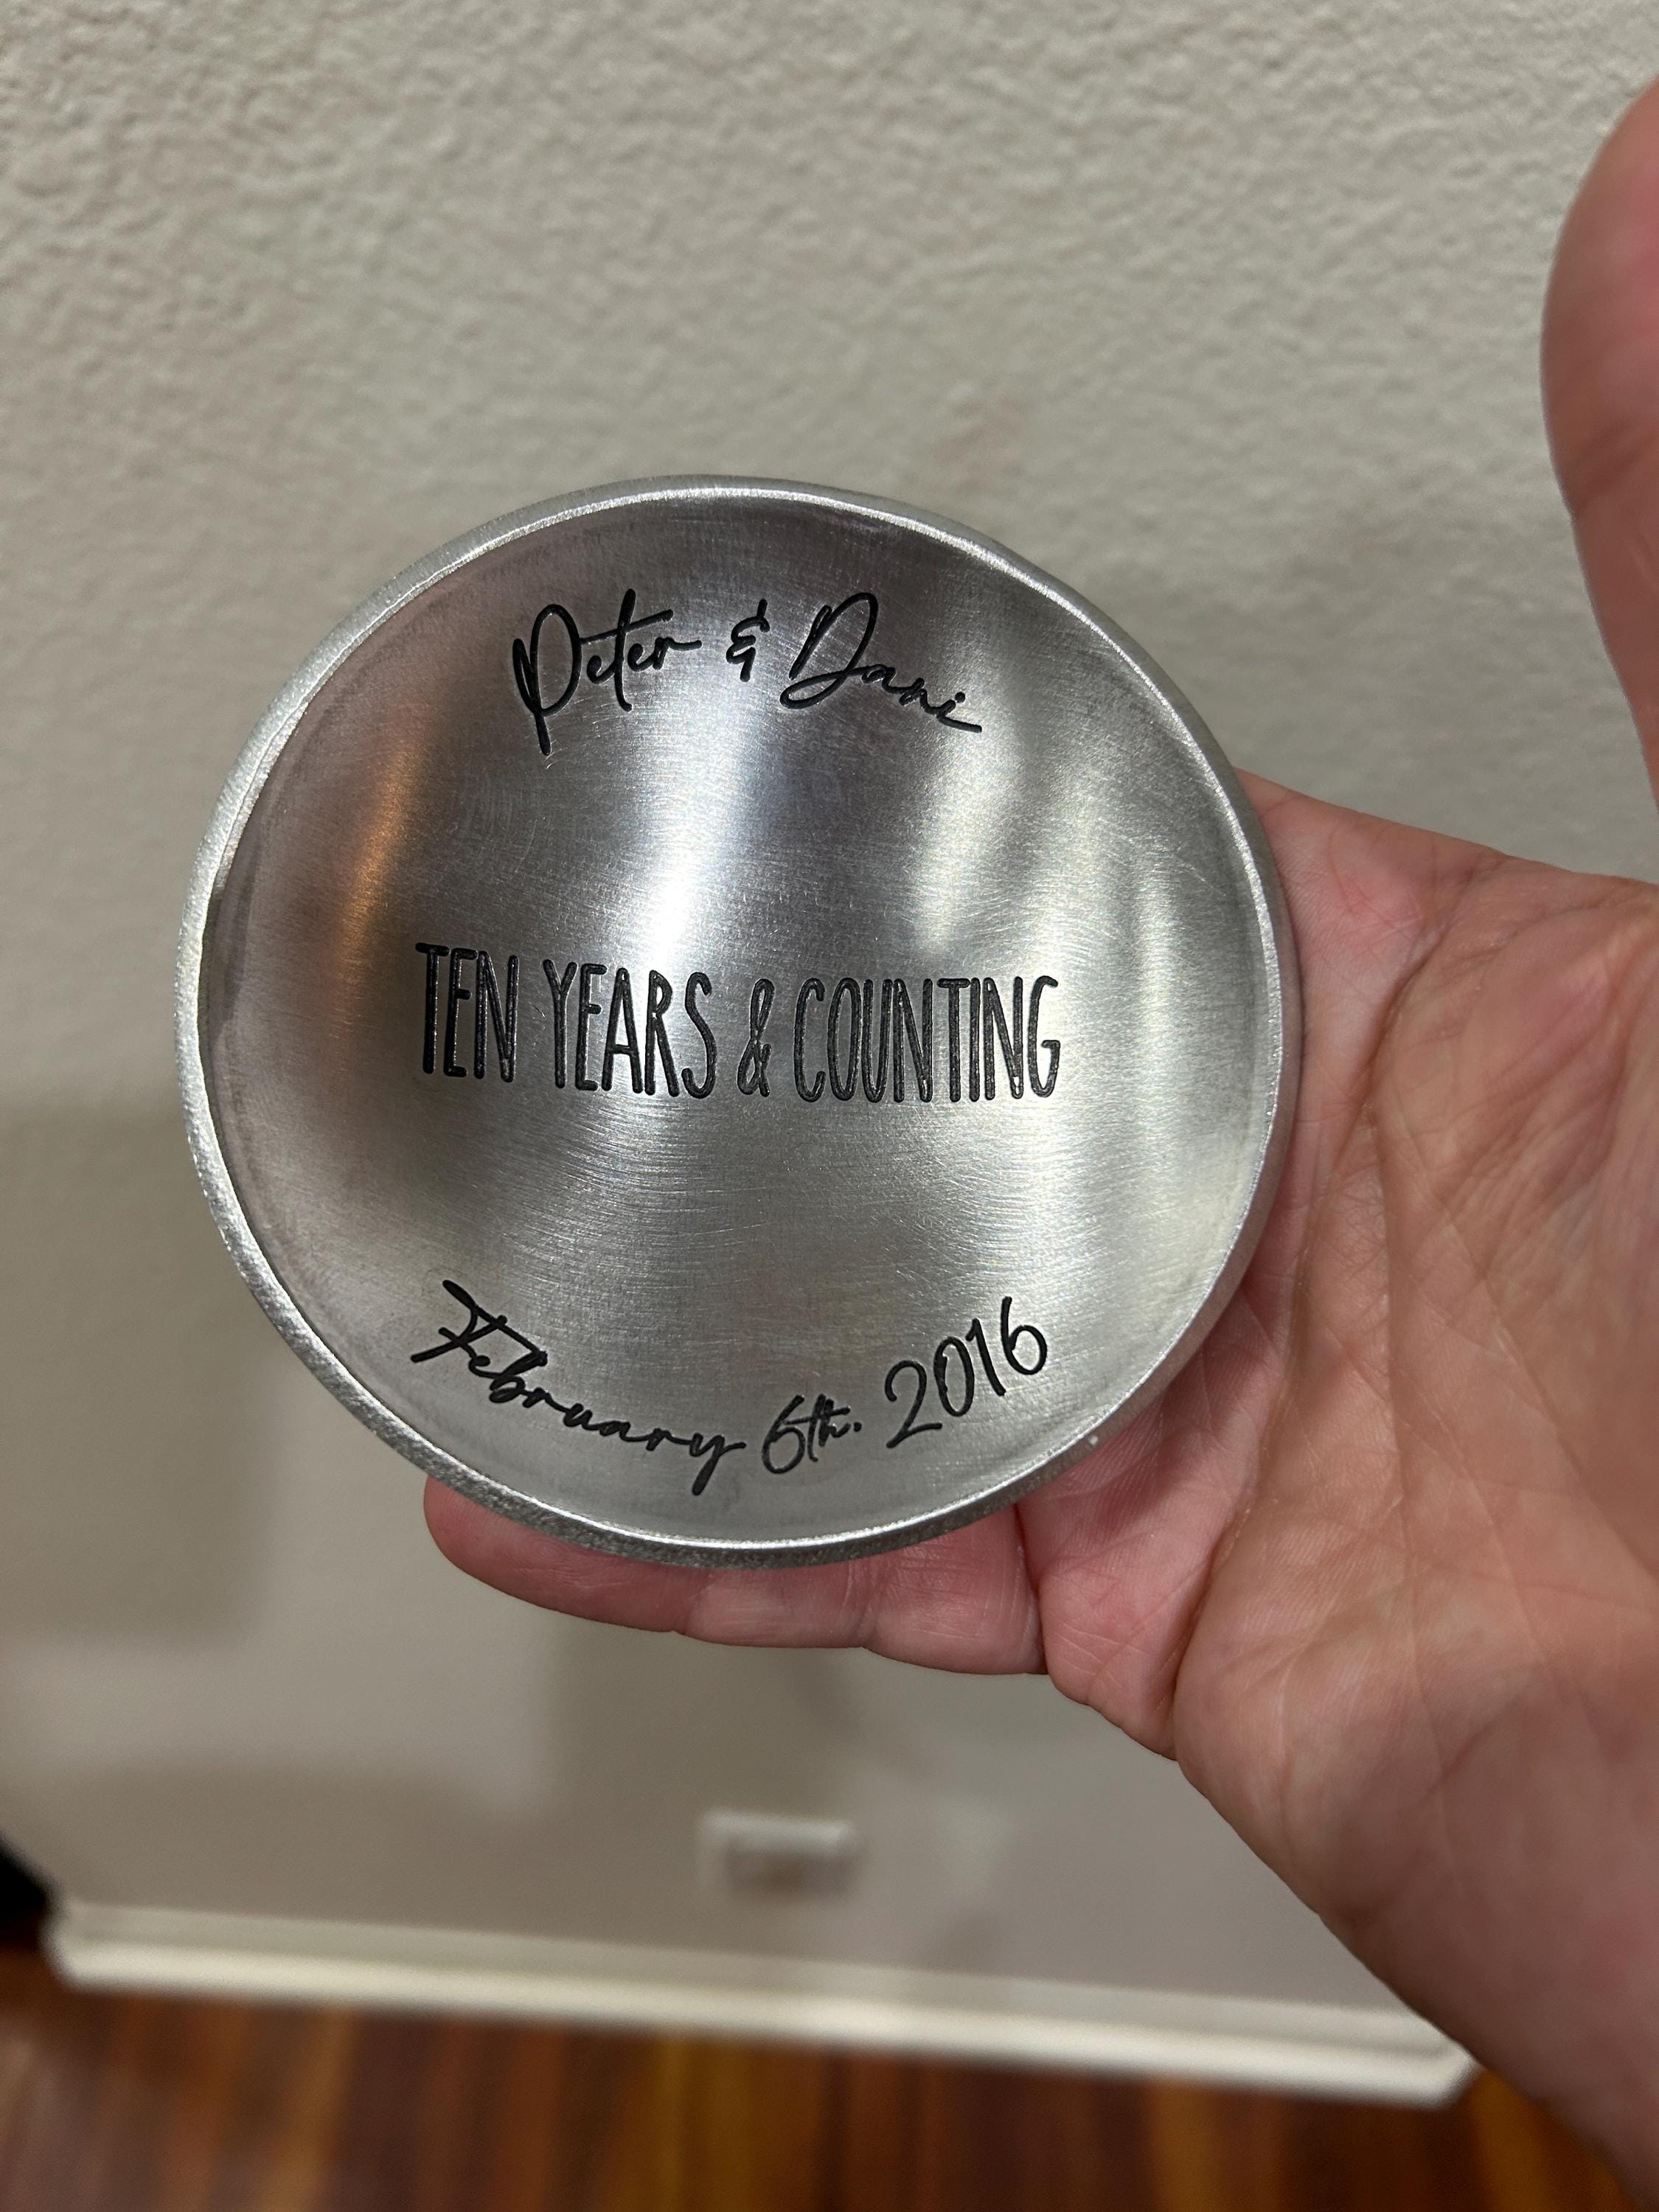 Peter & Dani
TEN YEARS & COUNTING
February 6th. 2016